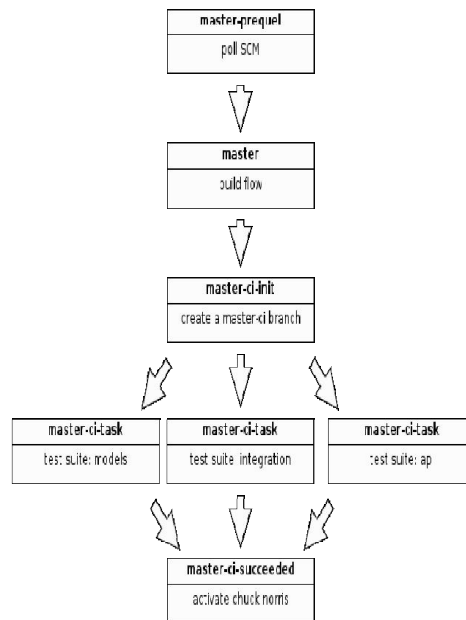 master-prequel
poll SCM
master
build flow
master-ci-init
create a master-ci branch
master-ci-task
test suite: models
master-ci-task
test suite integration
master-ci-task
test suite: ap
master-ci-succeeded
activate chuck norris